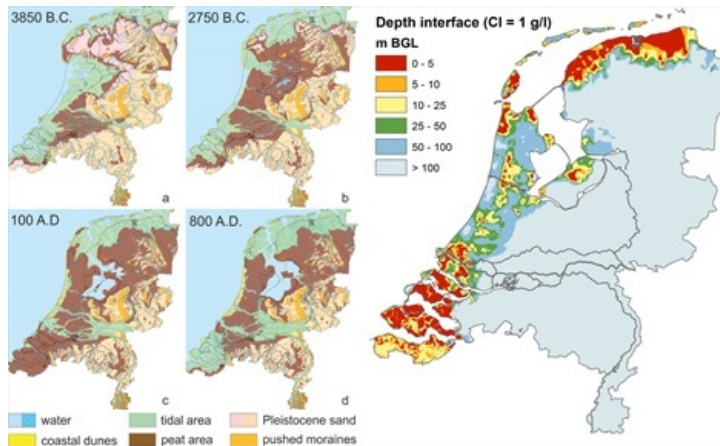 3850 B.C.
a
2750 B.C.
b
100 A.D
c
800 A.D.
d
water
tidal area
Pleistocene sand
coastal dunes
peat area
pushed moraines
Depth interface (Cl = 1 g/l)
m BGL
0 - 5
5 - 10
10 - 25
25 - 50
50 - 100
> 100